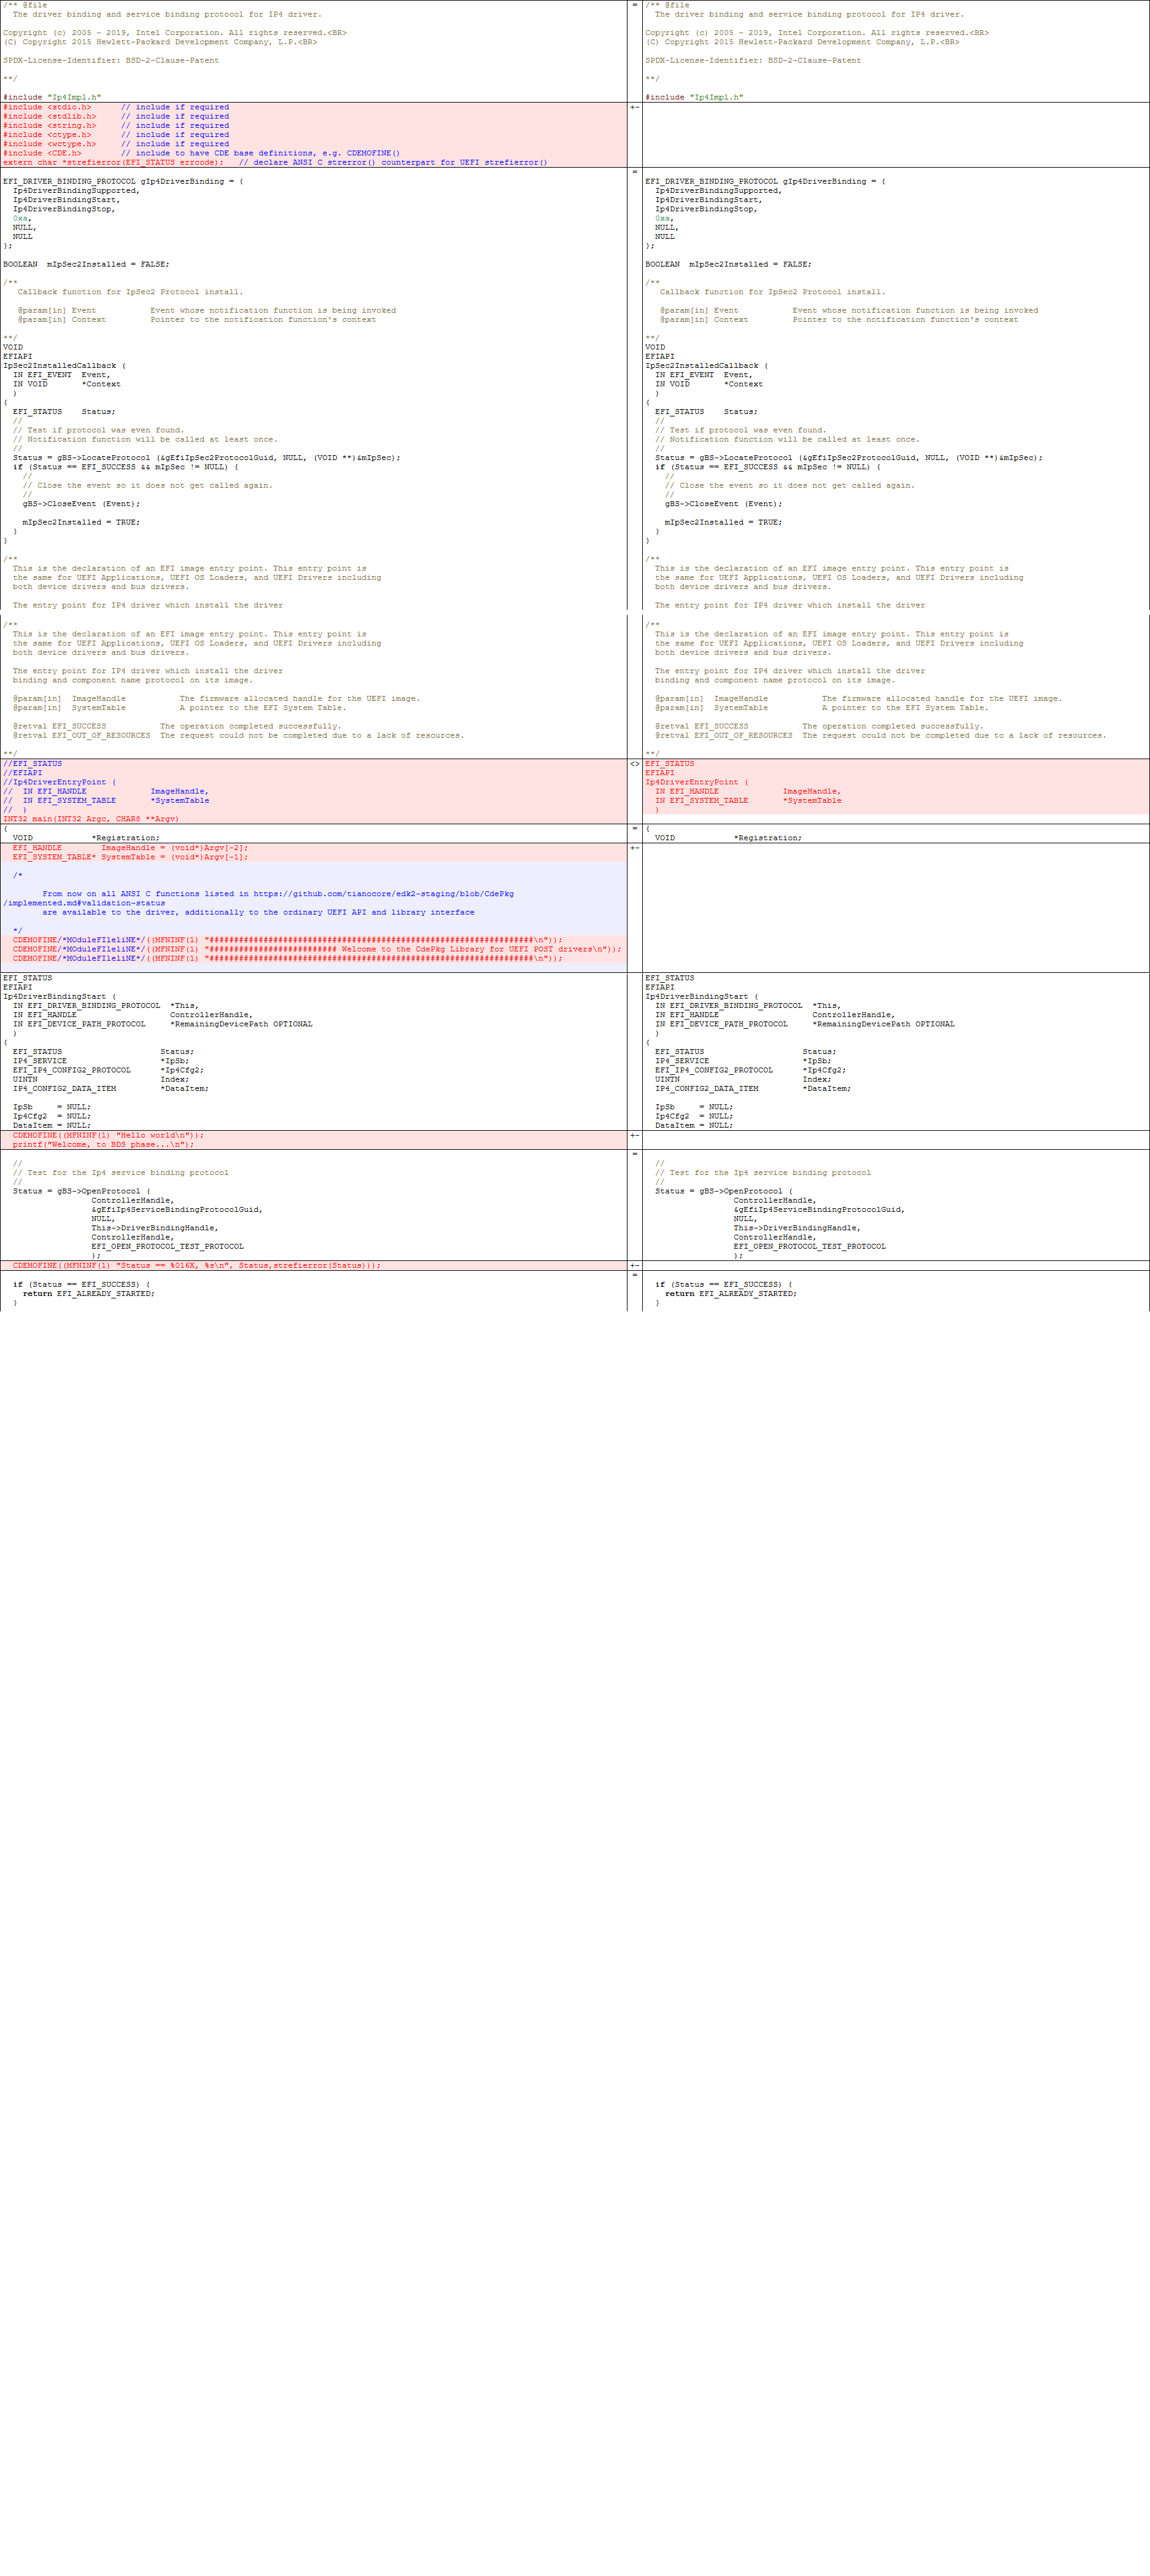 /** @file
  The driver binding and service binding protocol for IP4 driver.

Copyright (c) 2005 - 2019, Intel Corporation. All rights reserved.<BR>
(C) Copyright 2015 Hewlett-Packard Development Company, L.P.<BR>

SPDX-License-Identifier: BSD-2-Clause-Patent

**/

#include "Ip4Impl.h"
#include <stdio.h>      // include if required
#include <stdlib.h>     // include if required
#include <string.h>     // include if required
#include <ctype.h>      // include if required
#include <wctype.h>     // include if required
#include <CDE.h>        // include to have CDE base definitions, e.g. CDEMOFINE()
extern char *strefierror(EFI_STATUS errcode);   // declare ANSI C strerror() counterpart for UEFI strefierror()

EFI_DRIVER_BINDING_PROTOCOL gIp4DriverBinding = {
  Ip4DriverBindingSupported,
  Ip4DriverBindingStart,
  Ip4DriverBindingStop,
  0xa,
  NULL,
  NULL
};

BOOLEAN  mIpSec2Installed = FALSE;

/**
   Callback function for IpSec2 Protocol install.

   @param[in] Event           Event whose notification function is being invoked
   @param[in] Context         Pointer to the notification function's context

**/
VOID
EFIAPI
IpSec2InstalledCallback (
  IN EFI_EVENT  Event,
  IN VOID       *Context
  )
{
  EFI_STATUS    Status;
  //
  // Test if protocol was even found.
  // Notification function will be called at least once.
  //
  Status = gBS->LocateProtocol (&gEfiIpSec2ProtocolGuid, NULL, (VOID **)&mIpSec);
  if (Status == EFI_SUCCESS && mIpSec != NULL) {
    //
    // Close the event so it does not get called again.
    //
    gBS->CloseEvent (Event);

    mIpSec2Installed = TRUE;
  }
}

/**
  This is the declaration of an EFI image entry point. This entry point is
  the same for UEFI Applications, UEFI OS Loaders, and UEFI Drivers including
  both device drivers and bus drivers.

  The entry point for IP4 driver which install the driver
/**
  This is the declaration of an EFI image entry point. This entry point is
  the same for UEFI Applications, UEFI OS Loaders, and UEFI Drivers including
  both device drivers and bus drivers.

  The entry point for IP4 driver which install the driver
  binding and component name protocol on its image.

  @param[in]  ImageHandle           The firmware allocated handle for the UEFI image.
  @param[in]  SystemTable           A pointer to the EFI System Table.

  @retval EFI_SUCCESS           The operation completed successfully.
  @retval EFI_OUT_OF_RESOURCES  The request could not be completed due to a lack of resources.

**/
//EFI_STATUS
//EFIAPI
//Ip4DriverEntryPoint (
//  IN EFI_HANDLE             ImageHandle,
//  IN EFI_SYSTEM_TABLE       *SystemTable
//  )
INT32 main(INT32 Argc, CHAR8 **Argv)
{
  VOID            *Registration;
  EFI_HANDLE        ImageHandle = (void*)Argv[-2];
  EFI_SYSTEM_TABLE* SystemTable = (void*)Argv[-1];

  /*

        From now on all ANSI C functions listed in https://github.com/tianocore/edk2-staging/blob/CdePkg
/implemented.md#validation-status
        are available to the driver, additionally to the ordinary UEFI API and library interface

  */
  CDEMOFINE/*MOduleFIleliNE*/((MFNINF(1) "##################################################################\n"));
  CDEMOFINE/*MOduleFIleliNE*/((MFNINF(1) "########################## Welcome to the CdePkg Library for UEFI POST drivers\n"));
  CDEMOFINE/*MOduleFIleliNE*/((MFNINF(1) "##################################################################\n"));

EFI_STATUS
EFIAPI
Ip4DriverBindingStart (
  IN EFI_DRIVER_BINDING_PROTOCOL  *This,
  IN EFI_HANDLE                   ControllerHandle,
  IN EFI_DEVICE_PATH_PROTOCOL     *RemainingDevicePath OPTIONAL
  )
{
  EFI_STATUS                    Status;
  IP4_SERVICE                   *IpSb;
  EFI_IP4_CONFIG2_PROTOCOL      *Ip4Cfg2;
  UINTN                         Index;
  IP4_CONFIG2_DATA_ITEM         *DataItem;

  IpSb     = NULL;
  Ip4Cfg2  = NULL;
  DataItem = NULL;
  CDEMOFINE((MFNINF(1) "Hello world\n"));
  printf("Welcome, to BDS phase...\n");

  //
  // Test for the Ip4 service binding protocol
  //
  Status = gBS->OpenProtocol (
                  ControllerHandle,
                  &gEfiIp4ServiceBindingProtocolGuid,
                  NULL,
                  This->DriverBindingHandle,
                  ControllerHandle,
                  EFI_OPEN_PROTOCOL_TEST_PROTOCOL
                  );
  CDEMOFINE((MFNINF(1) "Status == %016X, %s\n", Status,strefierror(Status)));

  if (Status == EFI_SUCCESS) {
    return EFI_ALREADY_STARTED;
  }
=
+-
=
<>
=
+-
+-
=
+-
=
/** @file
  The driver binding and service binding protocol for IP4 driver.

Copyright (c) 2005 - 2019, Intel Corporation. All rights reserved.<BR>
(C) Copyright 2015 Hewlett-Packard Development Company, L.P.<BR>

SPDX-License-Identifier: BSD-2-Clause-Patent

**/

#include "Ip4Impl.h"

EFI_DRIVER_BINDING_PROTOCOL gIp4DriverBinding = {
  Ip4DriverBindingSupported,
  Ip4DriverBindingStart,
  Ip4DriverBindingStop,
  0xa,
  NULL,
  NULL
};

BOOLEAN  mIpSec2Installed = FALSE;

/**
   Callback function for IpSec2 Protocol install.

   @param[in] Event           Event whose notification function is being invoked
   @param[in] Context         Pointer to the notification function's context

**/
VOID
EFIAPI
IpSec2InstalledCallback (
  IN EFI_EVENT  Event,
  IN VOID       *Context
  )
{
  EFI_STATUS    Status;
  //
  // Test if protocol was even found.
  // Notification function will be called at least once.
  //
  Status = gBS->LocateProtocol (&gEfiIpSec2ProtocolGuid, NULL, (VOID **)&mIpSec);
  if (Status == EFI_SUCCESS && mIpSec != NULL) {
    //
    // Close the event so it does not get called again.
    //
    gBS->CloseEvent (Event);

    mIpSec2Installed = TRUE;
  }
}

/**
  This is the declaration of an EFI image entry point. This entry point is
  the same for UEFI Applications, UEFI OS Loaders, and UEFI Drivers including
  both device drivers and bus drivers.

  The entry point for IP4 driver which install the driver
/**
  This is the declaration of an EFI image entry point. This entry point is
  the same for UEFI Applications, UEFI OS Loaders, and UEFI Drivers including
  both device drivers and bus drivers.

  The entry point for IP4 driver which install the driver
  binding and component name protocol on its image.

  @param[in]  ImageHandle           The firmware allocated handle for the UEFI image.
  @param[in]  SystemTable           A pointer to the EFI System Table.

  @retval EFI_SUCCESS           The operation completed successfully.
  @retval EFI_OUT_OF_RESOURCES  The request could not be completed due to a lack of resources.

**/
EFI_STATUS
EFIAPI
Ip4DriverEntryPoint (
  IN EFI_HANDLE             ImageHandle,
  IN EFI_SYSTEM_TABLE       *SystemTable
  )
{
  VOID            *Registration;
EFI_STATUS
EFIAPI
Ip4DriverBindingStart (
  IN EFI_DRIVER_BINDING_PROTOCOL  *This,
  IN EFI_HANDLE                   ControllerHandle,
  IN EFI_DEVICE_PATH_PROTOCOL     *RemainingDevicePath OPTIONAL
  )
{
  EFI_STATUS                    Status;
  IP4_SERVICE                   *IpSb;
  EFI_IP4_CONFIG2_PROTOCOL      *Ip4Cfg2;
  UINTN                         Index;
  IP4_CONFIG2_DATA_ITEM         *DataItem;

  IpSb     = NULL;
  Ip4Cfg2  = NULL;
  DataItem = NULL;

  //
  // Test for the Ip4 service binding protocol
  //
  Status = gBS->OpenProtocol (
                  ControllerHandle,
                  &gEfiIp4ServiceBindingProtocolGuid,
                  NULL,
                  This->DriverBindingHandle,
                  ControllerHandle,
                  EFI_OPEN_PROTOCOL_TEST_PROTOCOL
                  );

  if (Status == EFI_SUCCESS) {
    return EFI_ALREADY_STARTED;
  }